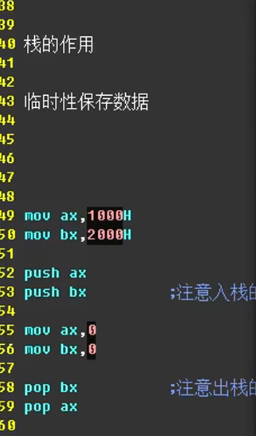 38
39
40 栈的作用
41
42
43 临时性保存数据
44
45
46
47
48
49 mov ax,1000H
50 mov bx,2000H
51
52 push ax
53 push bx ;注意入栈的
54
55 mov ax,0
56 mov bx,0
57
58 pop bx ;注意出栈的
59 pop ax
60